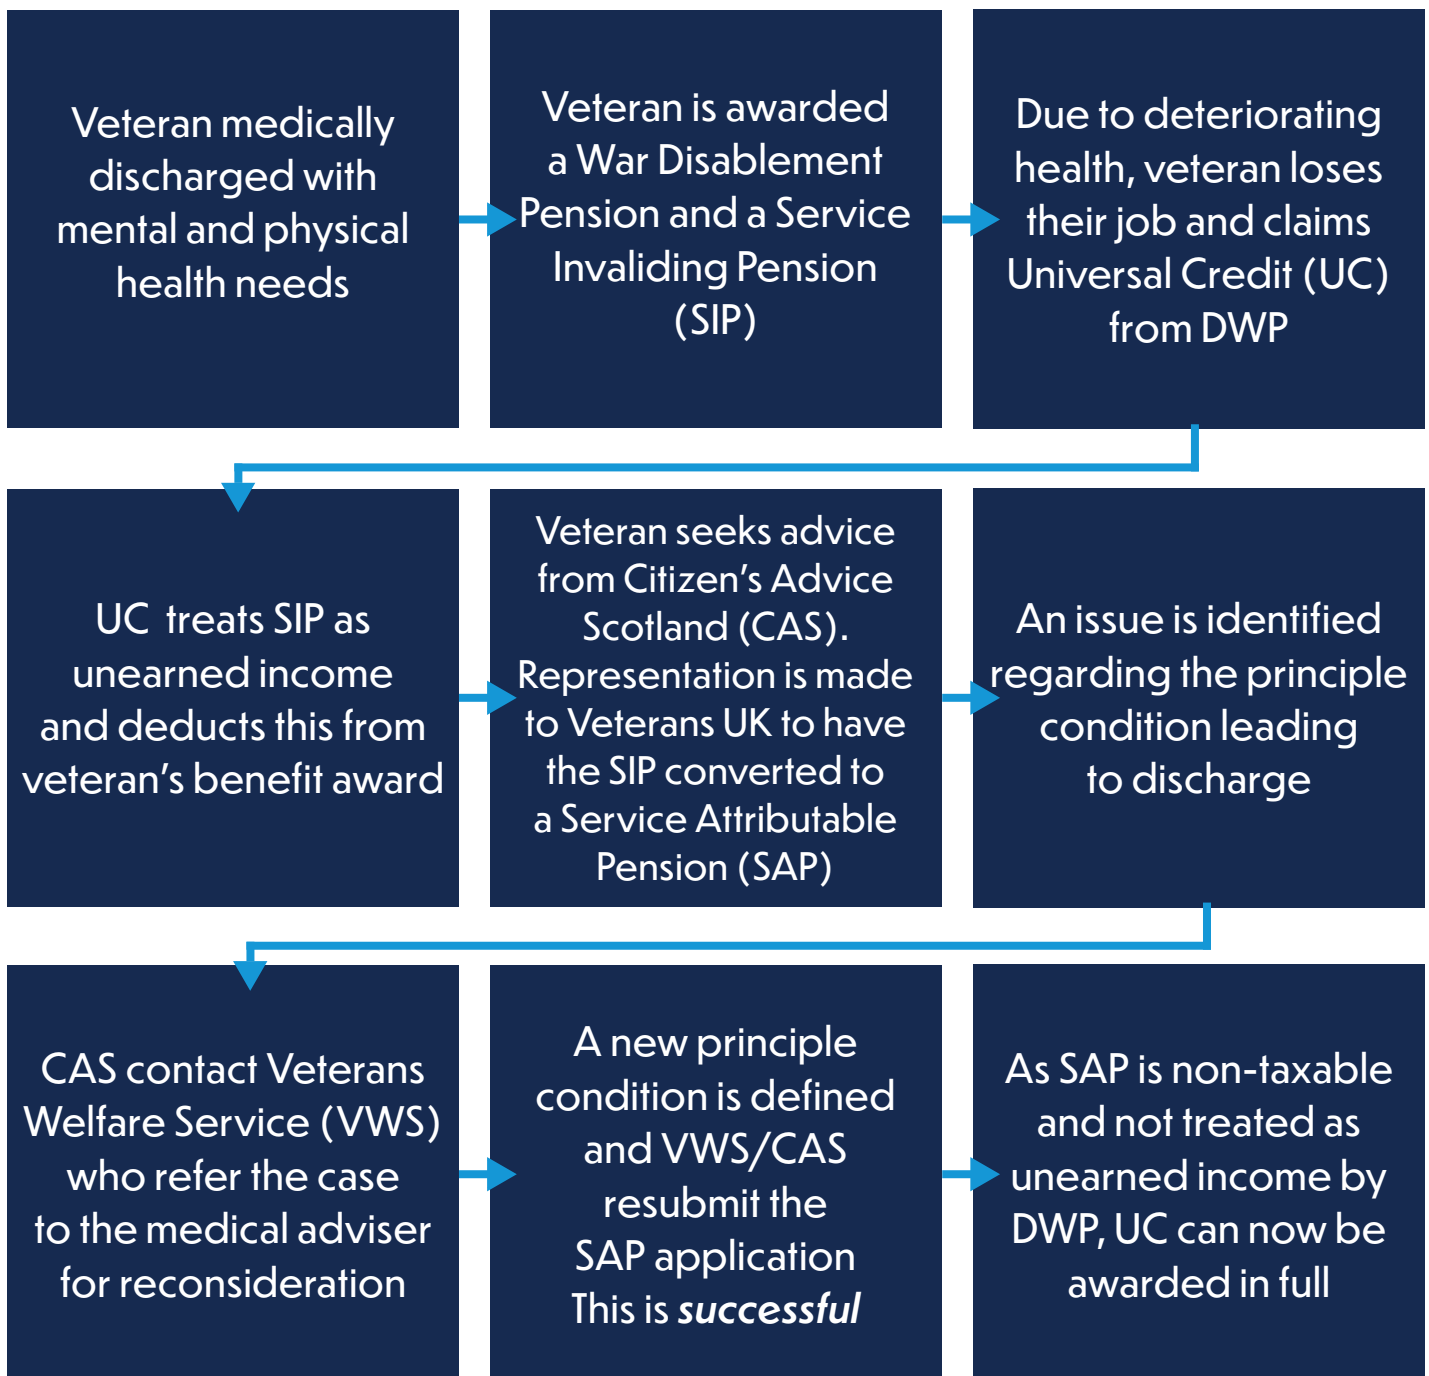 Veteran medically
discharged with
mental and physical
health needs
Veteran is awarded
a War Disablement
Pension and a Service
Invaliding Pension
(SIP)
Due to deteriorating
health, veteran loses
their job and claims
Universal Credit (UC)
from DWP
UC treats SIP as
unearned income
and deducts this from
veteran's benefit award
Veteran seeks advice
from Citizen's Advice
Scotland (CAS).
Representation is made
to Veterans UK to have
the SIP converted to
a Service Attributable
Pension (SAP)
An issue is identified
regarding the principle
condition leading
to discharge
CAS contact Veterans
Welfare Service (VWS)
who refer the case
to the medical adviser
for reconsideration
A new principle
condition is defined
and VWS/CAS
resubmit the
SAP application
This is successful
As SAP is non-taxable
and not treated as
unearned income by
DWP, UC can now be
awarded in full